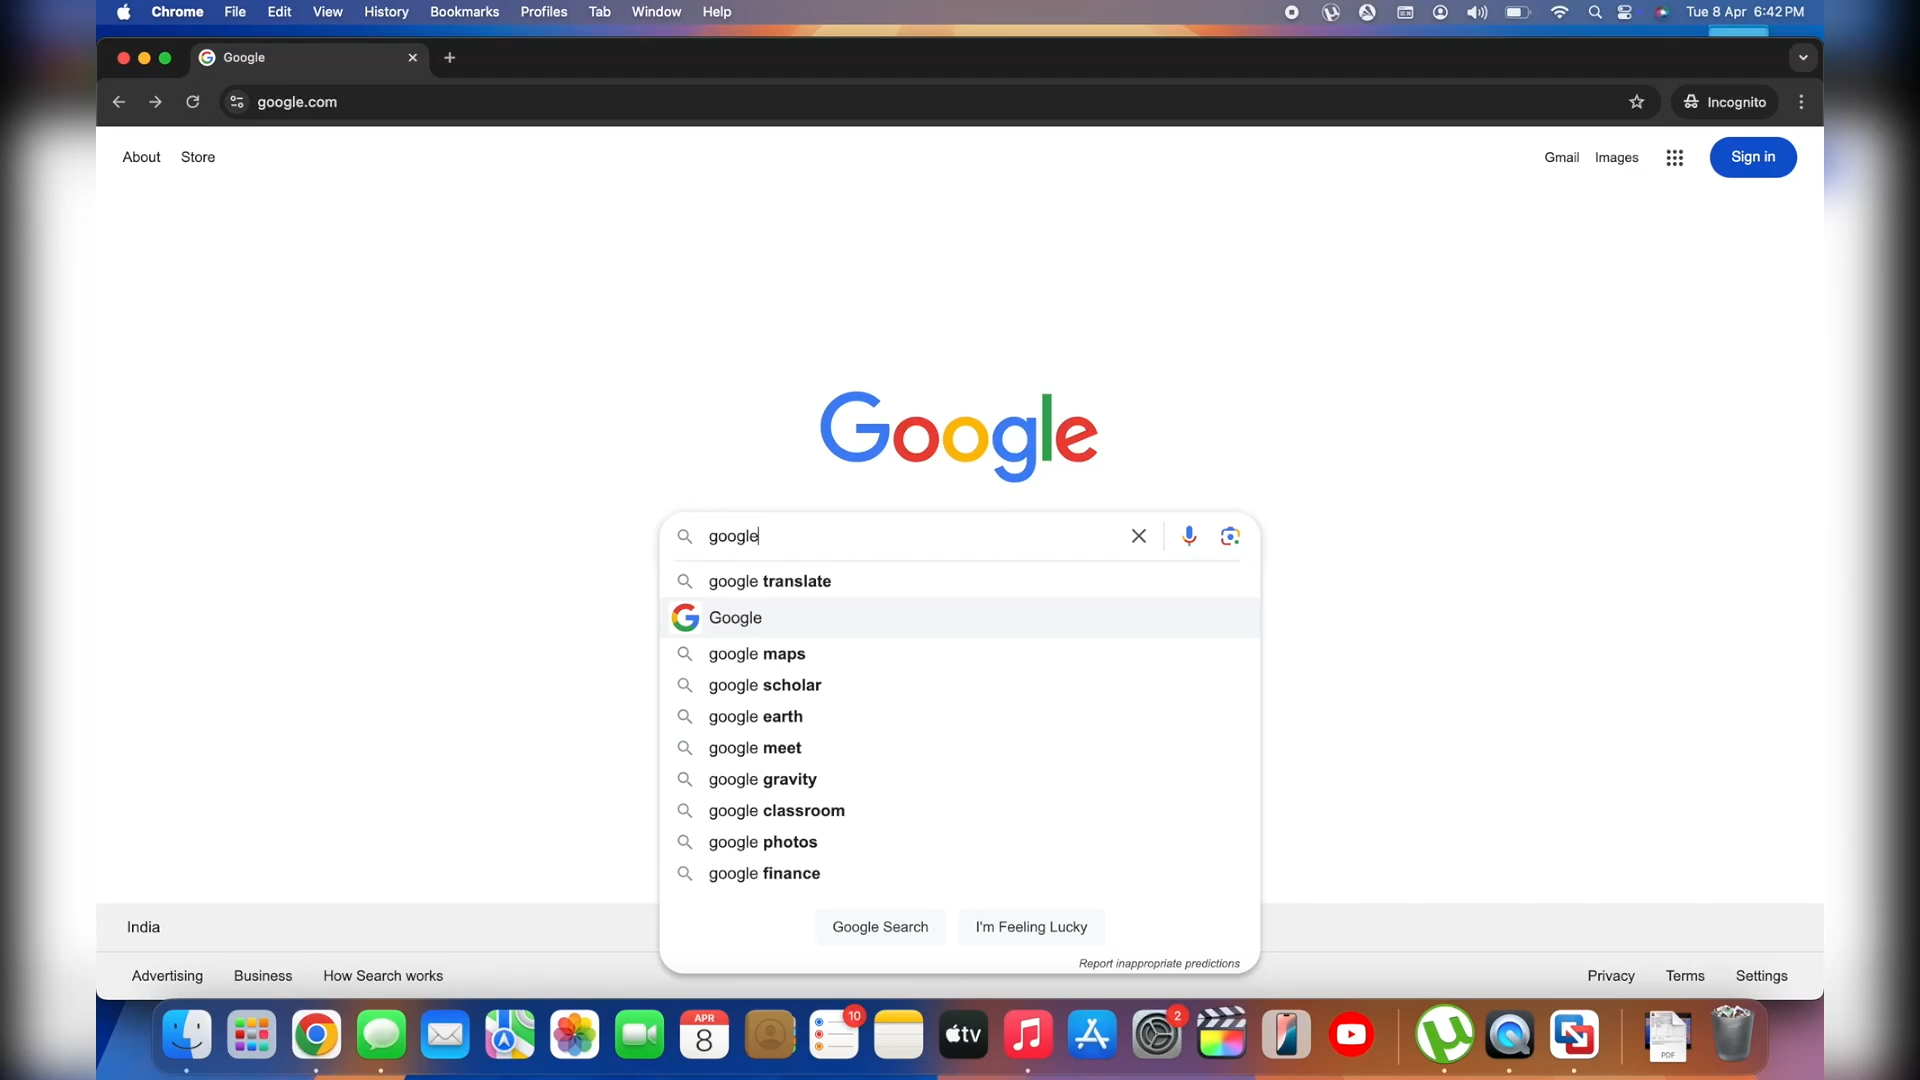 Chrome File Edit View History Bookmarks Profiles Tab Window Help Tue 8 Apr 6:42 PM
Google
google.com Incognito
About Store Gmail Images Sign in
Google
google
google translate
Google
google maps
google scholar
google earth
google meet
google gravity
google classroom
google photos
google finance
Google Search I'm Feeling Lucky
Report inappropriate predictions
India
Advertising Business How Search works Privacy Terms Settings
APR
8
10
tv
2
PDF